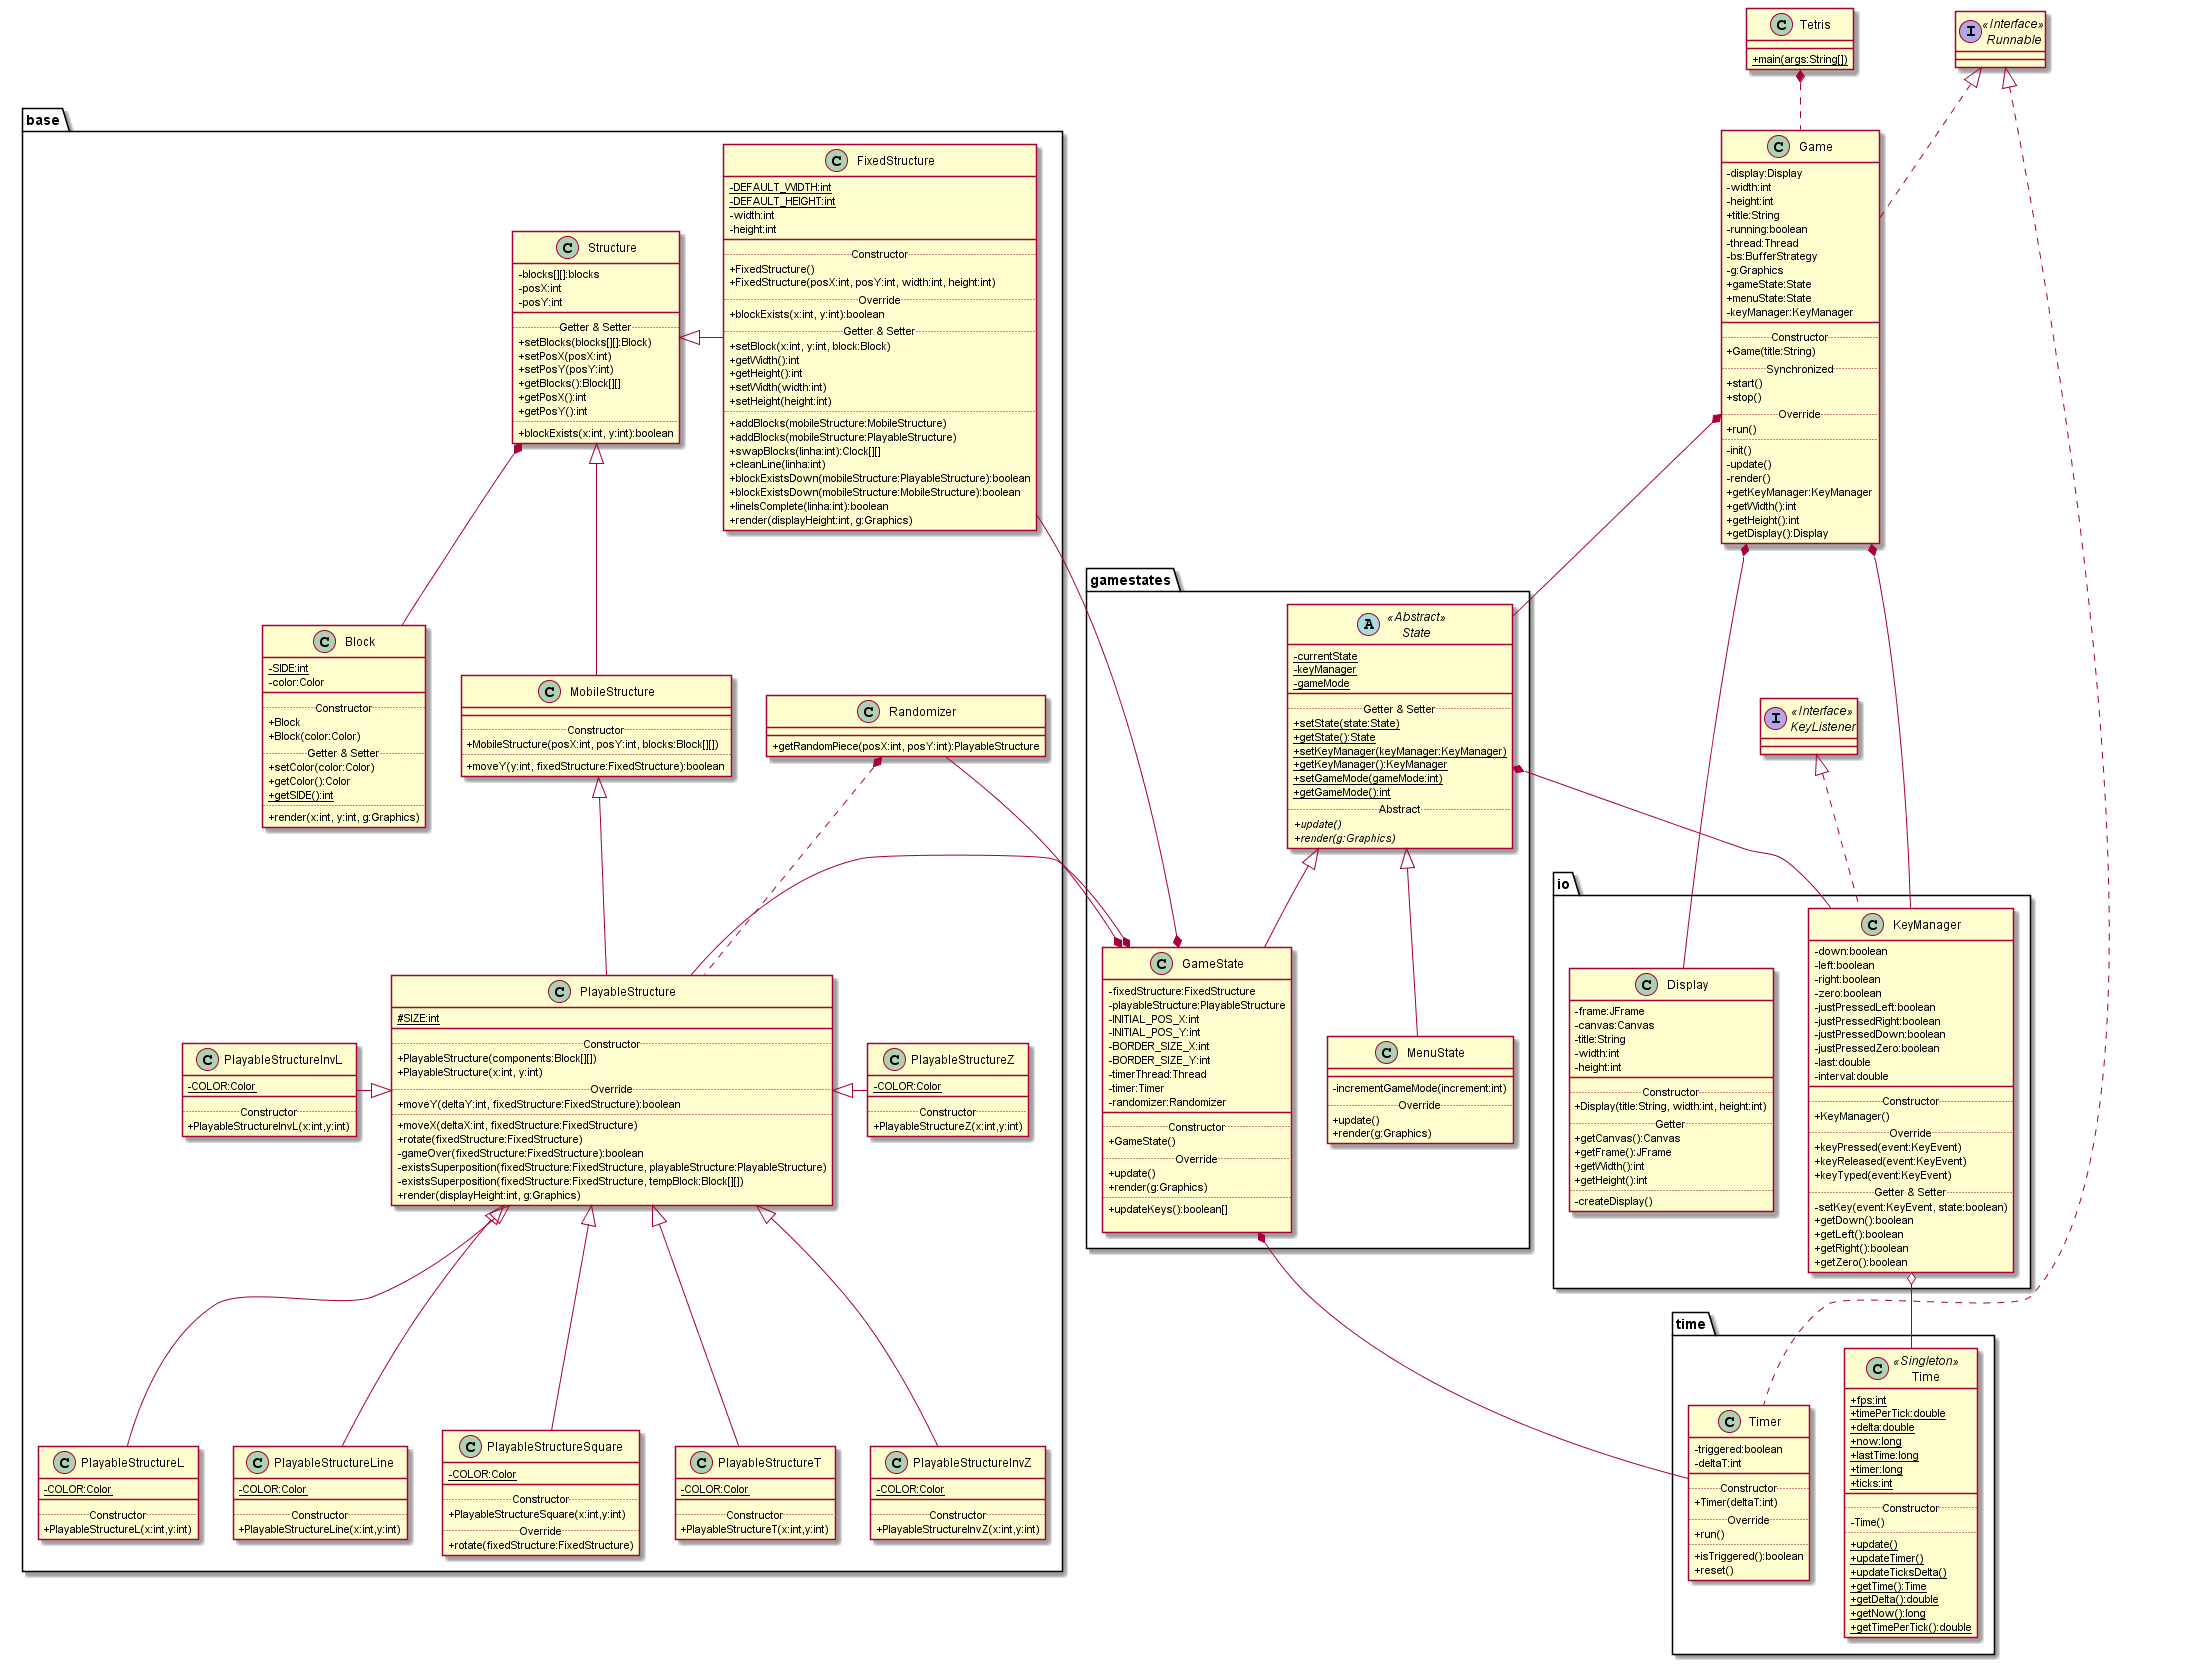 Tetris
+main(args:String[])
«Interface»
Runnable
base
FixedStructure
-DEFAULT_WIDTH:int
-DEFAULT_HEIGHT:int
-width:int
-height:int
Constructor
+FixedStructure()
+FixedStructure(posX:int, posY:int, width:int, height:int)
Override
+blockExists(x:int, y:int):boolean
Getter & Setter
+setBlock(x:int, y:int, block:Block)
+getWidth():int
+getHeight():int
+setWidth(width:int)
+setHeight(height:int)
+addBlocks(mobileStructure:MobileStructure)
+addBlocks(mobileStructure:PlayableStructure)
+swapBlocks(linha:int):Clock[][]
+cleanLine(linha:int)
+blockExistsDown(mobileStructure:PlayableStructure):boolean
+blockExistsDown(mobileStructure:MobileStructure):boolean
+lineIsComplete(linha:int):boolean
+render(displayHeight:int, g:Graphics)
Structure
-blocks[][]:blocks
-posX:int
-posY:int
Getter & Setter
+setBlocks(blocks[][]:Block)
+setPosX(posX:int)
+setPosY(posY:int)
+getBlocks():Block[][]
+getPosX():int
+getPosY():int
+blockExists(x:int, y:int):boolean
Game
-display:Display
-width:int
-height:int
+title:String
-running:boolean
-thread:Thread
-bs:BufferStrategy
-g:Graphics
+gameState:State
+menuState:State
-keyManager:KeyManager
Constructor
+Game(title:String)
Synchronized
+start()
+stop()
Override
+run()
-init()
-update()
-render()
+getKeyManager:KeyManager
+getWidth():int
+getHeight():int
+getDisplay():Display
Block
-SIDE:int
-color:Color
Constructor
+Block
+Block(color:Color)
Getter & Setter
+setColor(color:Color)
+getColor():Color
+getSIDE():int
+render(x:int, y:int, g:Graphics)
MobileStructure
Constructor
+MobileStructure(posX:int, posY:int, blocks:Block[][])
+moveY(y:int, fixedStructure:FixedStructure):boolean
Randomizer
+getRandomPiece(posX:int, posY:int):PlayableStructure
gamestates
«Abstract»
State
-currentState
-keyManager
-gameMode
Getter & Setter
+setState(state:State)
+getState():State
+setKeyManager(keyManager:KeyManager)
+getKeyManager():KeyManager
+setGameMode(gameMode:int)
+getGameMode():int
Abstract
+update()
+render(g:Graphics)
«Interface»
KeyListener
io
KeyManager
-down:boolean
-left:boolean
-right:boolean
-zero:boolean
-justPressedLeft:boolean
-justPressedRight:boolean
-justPressedDown:boolean
-justPressedZero:boolean
-last:double
-interval:double
Constructor
+KeyManager()
Override
+keyPressed(event:KeyEvent)
+keyReleased(event:KeyEvent)
+keyTyped(event:KeyEvent)
Getter & Setter
-setKey(event:KeyEvent, state:boolean)
+getDown():boolean
+getLeft():boolean
+getRight():boolean
+getZero():boolean
Display
-frame:JFrame
-canvas:Canvas
-title:String
-width:int
-height:int
Constructor
+Display(title:String, width:int, height:int)
Getter
+getCanvas():Canvas
+getFrame():JFrame
+getWidth():int
+getHeight():int
-createDisplay()
GameState
-fixedStructure:FixedStructure
-playableStructure:PlayableStructure
-INITIAL_POS_X:int
-INITIAL_POS_Y:int
-BORDER_SIZE_X:int
-BORDER_SIZE_Y:int
-timerThread:Thread
-timer:Timer
-randomizer:Randomizer
Constructor
+GameState()
Override
+update()
+render(g:Graphics)
+updateKeys():boolean[]
MenuState
-incrementGameMode(increment:int)
Override
+update()
+render(g:Graphics)
PlayableStructure
#SIZE:int
Constructor
+PlayableStructure(components:Block[][])
+PlayableStructure(x:int, y:int)
Override
+moveY(deltaY:int, fixedStructure:FixedStructure):boolean
+moveX(deltaX:int, fixedStructure:FixedStructure)
+rotate(fixedStructure:FixedStructure)
-gameOver(fixedStructure:FixedStructure):boolean
-existsSuperposition(fixedStructure:FixedStructure, playableStructure:PlayableStructure)
-existsSuperposition(fixedStructure:FixedStructure, tempBlock:Block[][])
+render(displayHeight:int, g:Graphics)
PlayableStructureInvL
-COLOR:Color
Constructor
+PlayableStructureInvL(x:int,y:int)
PlayableStructureZ
-COLOR:Color
Constructor
+PlayableStructureZ(x:int,y:int)
PlayableStructureL
-COLOR:Color
Constructor
+PlayableStructureL(x:int,y:int)
PlayableStructureLine
-COLOR:Color
Constructor
+PlayableStructureLine(x:int,y:int)
PlayableStructureSquare
-COLOR:Color
Constructor
+PlayableStructureSquare(x:int,y:int)
Override
+rotate(fixedStructure:FixedStructure)
PlayableStructureT
-COLOR:Color
Constructor
+PlayableStructureT(x:int,y:int)
PlayableStructureInvZ
-COLOR:Color
Constructor
+PlayableStructureInvZ(x:int,y:int)
time
Timer
-triggered:boolean
-deltaT:int
Constructor
+Timer(deltaT:int)
Override
+run()
+isTriggered():boolean
+reset()
«Singleton»
Time
+fps:int
+timePerTick:double
+delta:double
+now:long
+lastTime:long
+timer:long
+ticks:int
Constructor
-Time()
+update()
+updateTimer()
+updateTicksDelta()
+getTime():Time
+getDelta():double
+getNow():long
+getTimePerTick():double